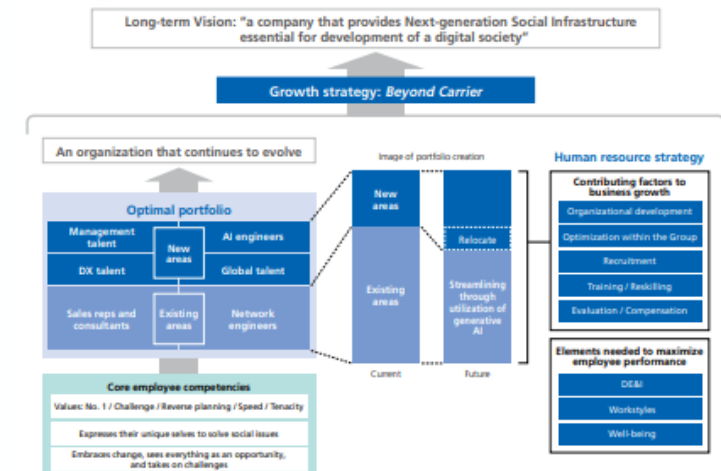 Long-term Vision: “a company that provides Next-generation Social Infrastructure
essential for development of a digital society”
Growth strategy: Beyond Carrier
An organization that continues to evolve
Optimal portfolio
Management
talent
New
areas
AI engineers
DX talent
Global talent
Sales reps and
consultants
Existing
areas
Network
engineers
Core employee competencies
Values: No. 1 / Challenge / Reverse planning / Speed / Tenacity
Expresses their unique selves to solve social issues
Embraces change, sees everything as an opportunity,
and takes on challenges
Image of portfolio creation
New
areas
Existing
areas
Relocate
Streamlining
through
utilization of
generative
AI
Current
Future
Human resource strategy
Contributing factors to
business growth
Organizational development
Optimization within the Group
Recruitment
Training / Reskilling
Evaluation / Compensation
Elements needed to maximize
employee performance
DE&I
Workstyles
Well-being